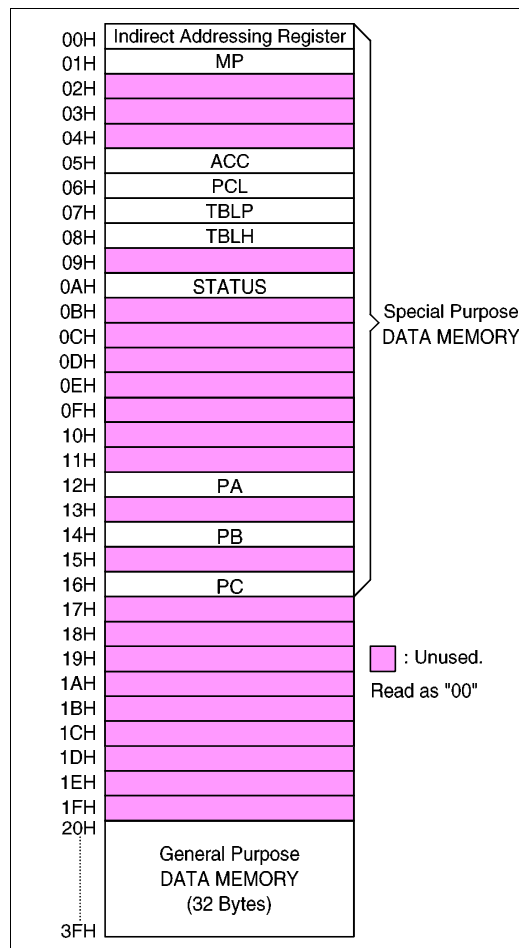 00H Indirect Addressing Register
01H MP
02H
03H
04H
05H ACC
06H PCL
07H TBLP
08H TBLH
09H
0AH STATUS
0BH
0CH
0DH
0EH
0FH
10H
11H
12H PA
13H
14H PB
15H
16H PC
17H
18H
19H
1AH
1BH
1CH
1DH
1EH
1FH
20H
3FH
General Purpose
DATA MEMORY
(32 Bytes)
Special Purpose
DATA MEMORY
: Unused.
Read as "00"